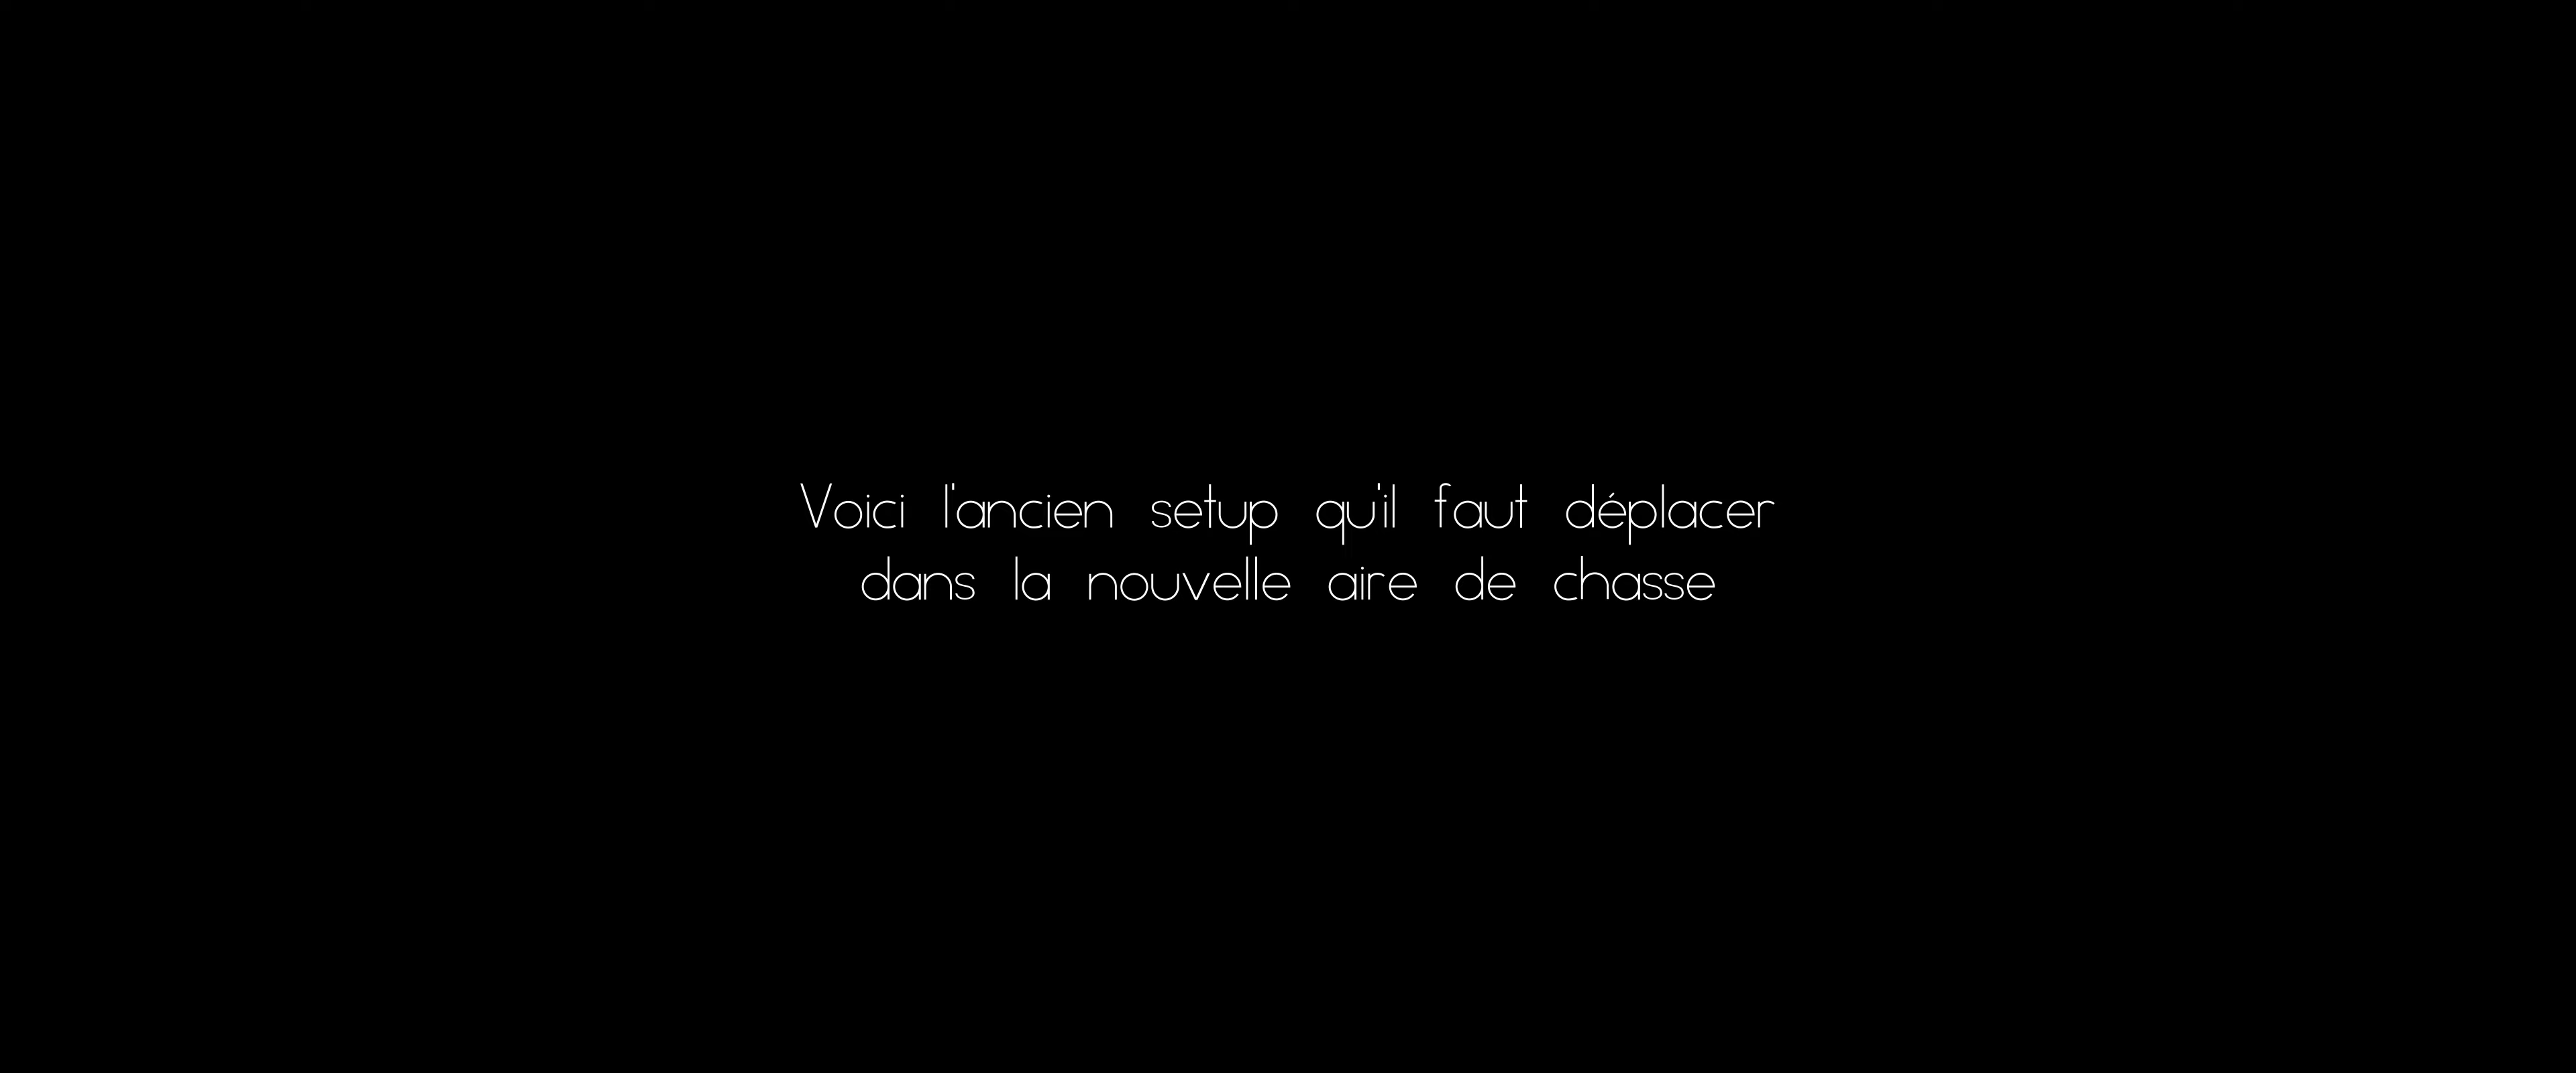 Voici l'ancien setup qu'il faut déplacer
dans la nouvelle aire de chasse